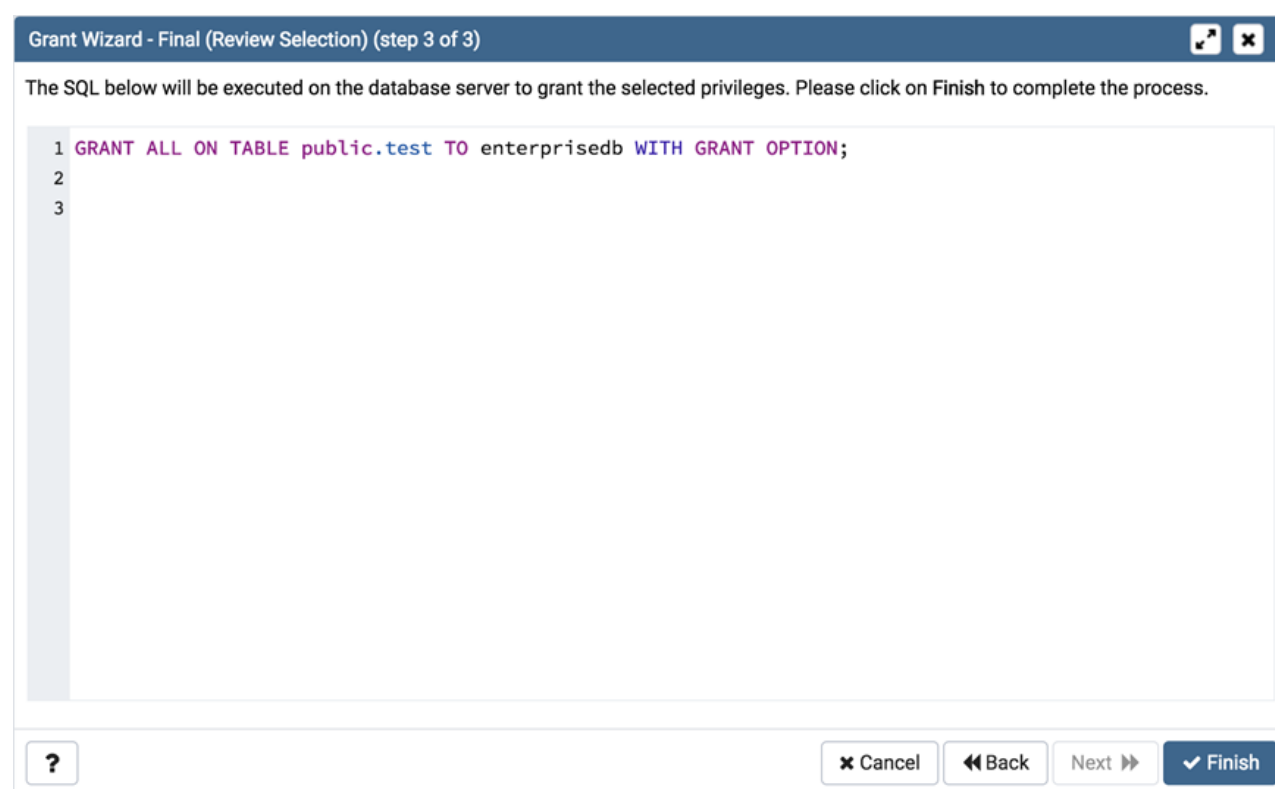 Grant Wizard - Final (Review Selection) (step 3 of 3)
The SQL below will be executed on the database server to grant the selected privileges. Please click on Finish to complete the process.
1 GRANT ALL ON TABLE public.test TO enterprisedb WITH GRANT OPTION;
2
3
? Cancel Back Next Finish